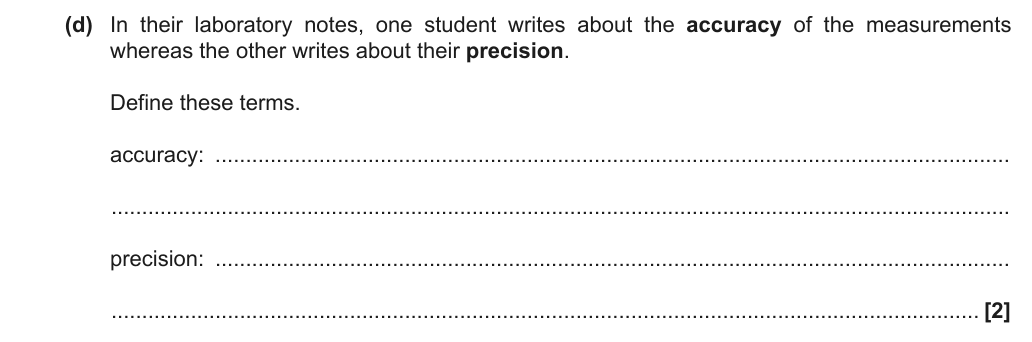 (d) In their laboratory notes, one student writes about the accuracy of the measurements
whereas the other writes about their precision.
Define these terms.
accuracy: ....................................................................................................................................
......................................................................................................................................................
precision: ....................................................................................................................................
................................................................................................................................................ [2]